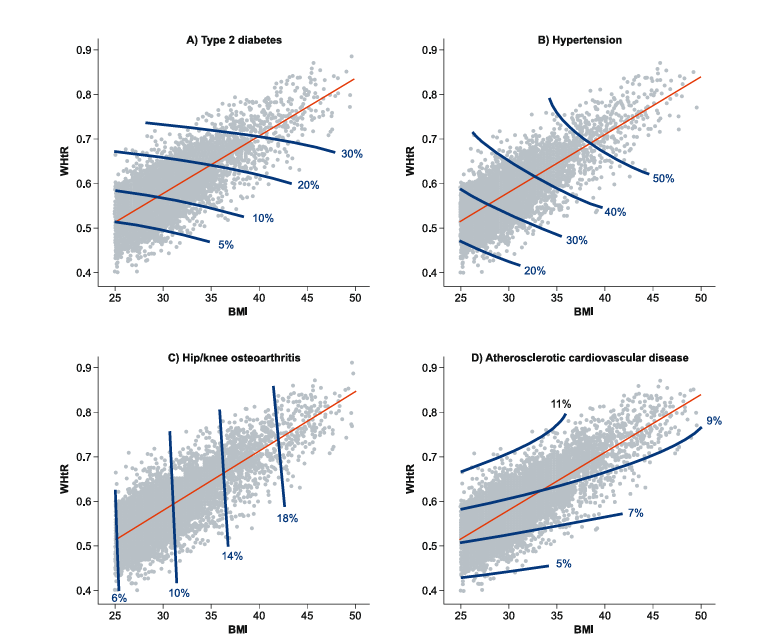 A) Type 2 diabetes
0.9
0.8
0.7
0.6
0.5
0.4
WHtR
30%
20%
10%
5%
25 30 35 40 45 50
BMI
B) Hypertension
0.9
0.8
0.7
0.6
0.5
0.4
WHtR
50%
40%
30%
20%
25 30 35 40 45 50
BMI
C) Hip/knee osteoarthritis
0.9
0.8
0.7
0.6
0.5
0.4
WHtR
18%
14%
10%
6%
25 30 35 40 45 50
BMI
D) Atherosclerotic cardiovascular disease
0.9
0.8
0.7
0.6
0.5
0.4
WHtR
11%
9%
7%
5%
25 30 35 40 45 50
BMI